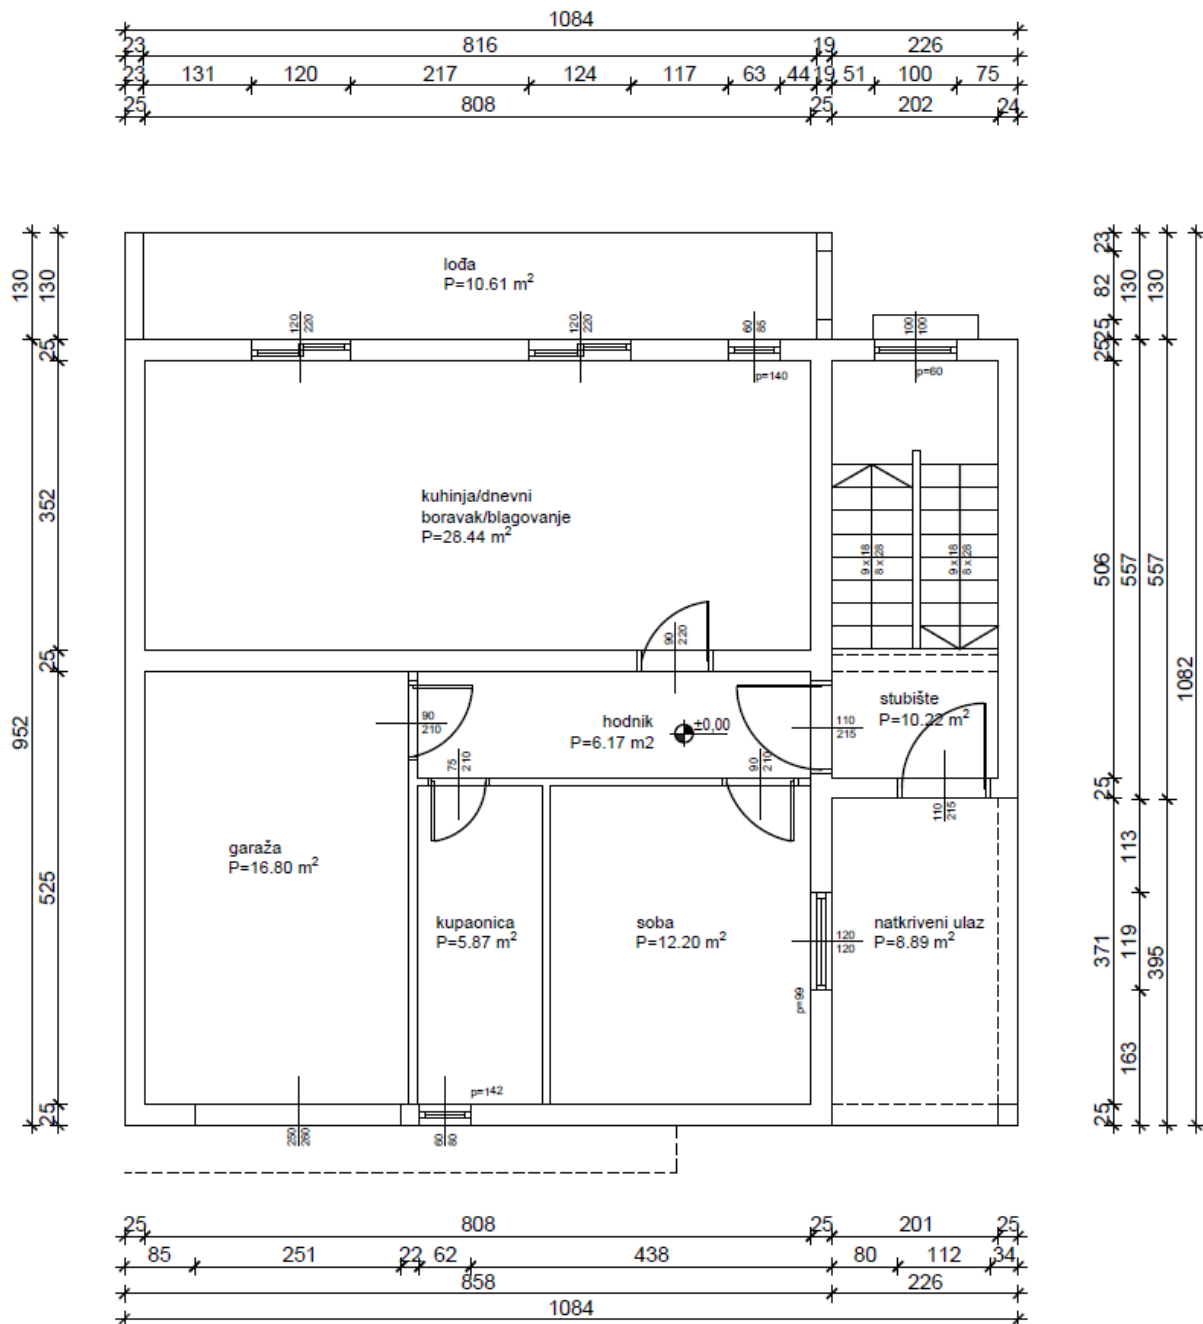 1084
23 816 19 226
23 131 120 217 124 117 63 44 19 51 100 75
25 808 25 202 24
lođa
P=10.61 m²
120
220
120
220
60
85
p=140
100
100
p=60
kuhinja/dnevni
boravak/blagovanje
P=28.44 m²
9 x 18
8 x 28
9 x 18
8 x 28
90
220
stubište
P=10.22 m²
hodnik
P=6.17 m2
±0,00
90
210
110
215
75
210
90
210
110
215
garaža
P=16.80 m²
kupaonica
P=5.87 m²
soba
P=12.20 m²
natkriveni ulaz
P=8.89 m²
120
120
p=99
p=142
250
260
60
80
130 952
130 25 352 25 525 25
23 82 25 25 506 25 371 25
130 557 113 119 163
130 557 395
1082
25 808 25 201 25
85 251 22 62 438 80 112 34
858 226
1084